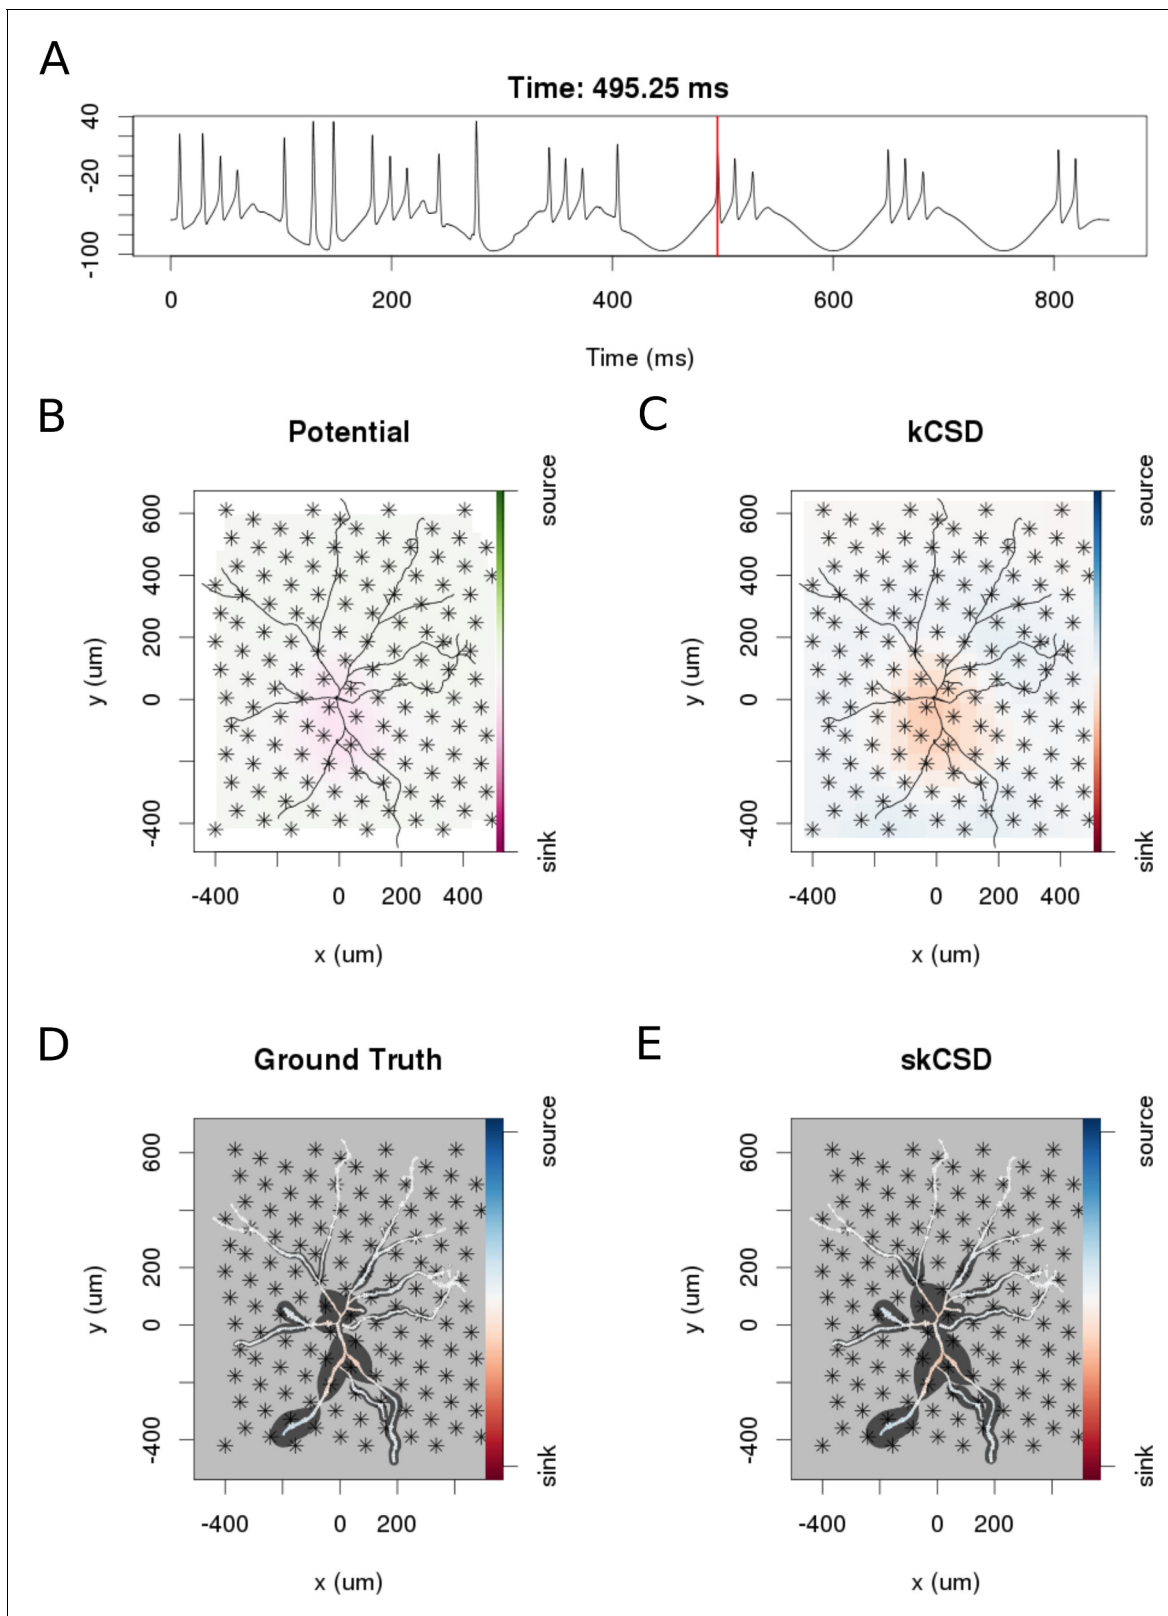 A
Time: 495.25 ms
40
-20
-100
0 200 400 600 800
Time (ms)
B C
Potential kCSD
source source
600 600
400 400
y (um) 200 y (um) 200
0 0
-400 -400
sink sink
-400 0 200 400 -400 0 200 400
x (um) x (um)
D E
Ground Truth skCSD
source source
600 600
y (um) 200 y (um) 200
0 0
-400 -400
sink sink
-400 0 200 -400 0 200
x (um) x (um)